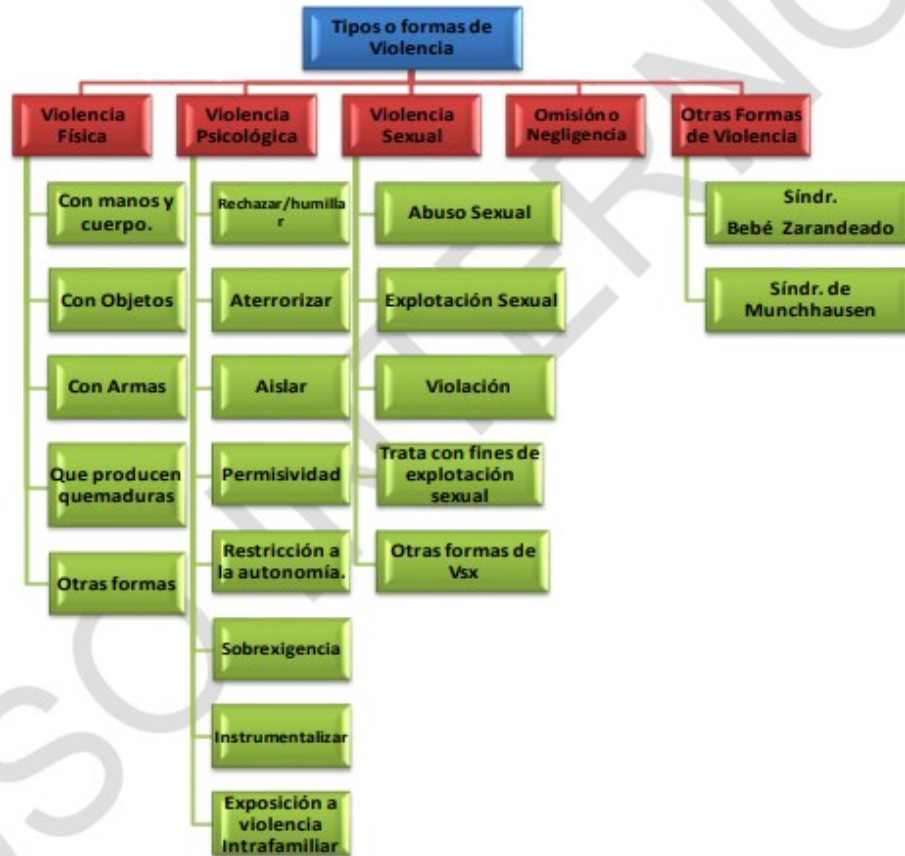 Tipos o formas de
Violencia
Violencia
Física
Violencia
Psicológica
Violencia
Sexual
Omisión o
Negligencia
Otras Formas
de Violencia
Con manos y
cuerpo.
Con Objetos
Con Armas
Que producen
quemaduras
Otras formas
Rechazar/humilla
r
Aterrorizar
Aislar
Permisividad
Restricción a
la autonomía.
Sobrexigencia
Instrumentalizar
Exposición a
violencia
Intrafamiliar
Abuso Sexual
Explotación Sexual
Violación
Trata con fines de
explotación
sexual
Otras formas de
Vsx
Síndr.
Bebé Zarandeado
Síndr. de
Munchhausen
SO INTERNO